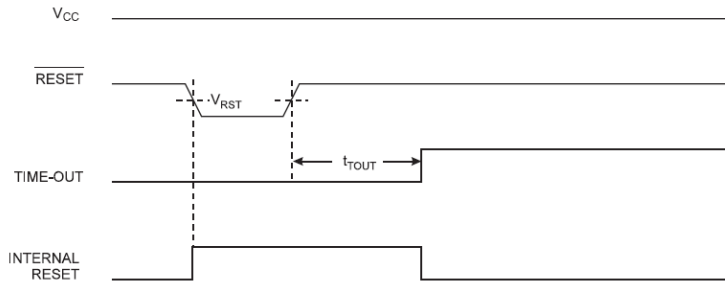 VCC
RESET
VRST
tTOUT
TIME-OUT
INTERNAL
RESET